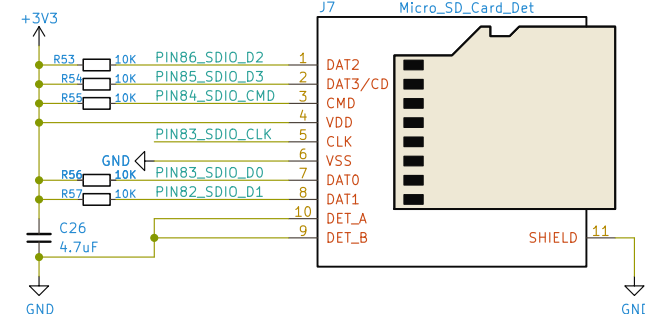 J7 Micro_SD_Card_Det
+3V3
R53 10K PIN86_SDIO_D2 1 DAT2
R54 10K PIN85_SDIO_D3 2 DAT3/CD
R55 10K PIN84_SDIO_CMD 3 CMD
4 VDD
PIN83_SDIO_CLK 5 CLK
GND 6 VSS
R56 10K PIN83_SDIO_D0 7 DAT0
R57 10K PIN82_SDIO_D1 8 DAT1
10 DET_A
C26 9 DET_B SHIELD 11
4.7uF
GND GND